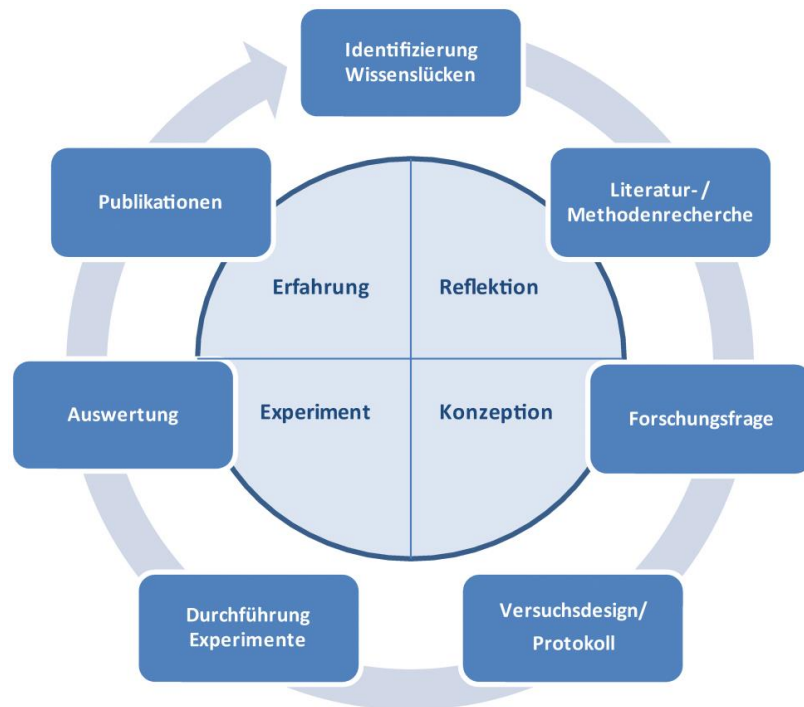 Identifizierung
Wissenslücken
Publikationen
Literatur- /
Methodenrecherche
Erfahrung
Reflektion
Auswertung
Experiment
Konzeption
Forschungsfrage
Durchführung
Experimente
Versuchsdesign/
Protokoll